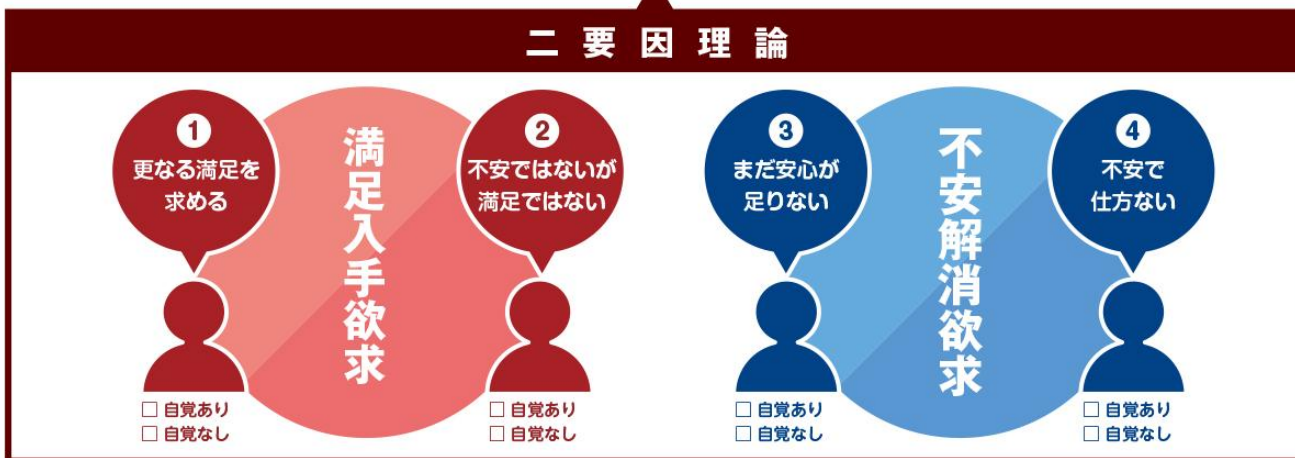 二要因理論
1
更なる満足を
求める
満足入手欲求
2
不安ではないが
満足ではない
□ 自覚あり
□ 自覚なし
□ 自覚あり
□ 自覚なし
3
まだ安心が
足りない
不安解消欲求
4
不安で
仕方ない
□ 自覚あり
□ 自覚なし
□ 自覚あり
□ 自覚なし